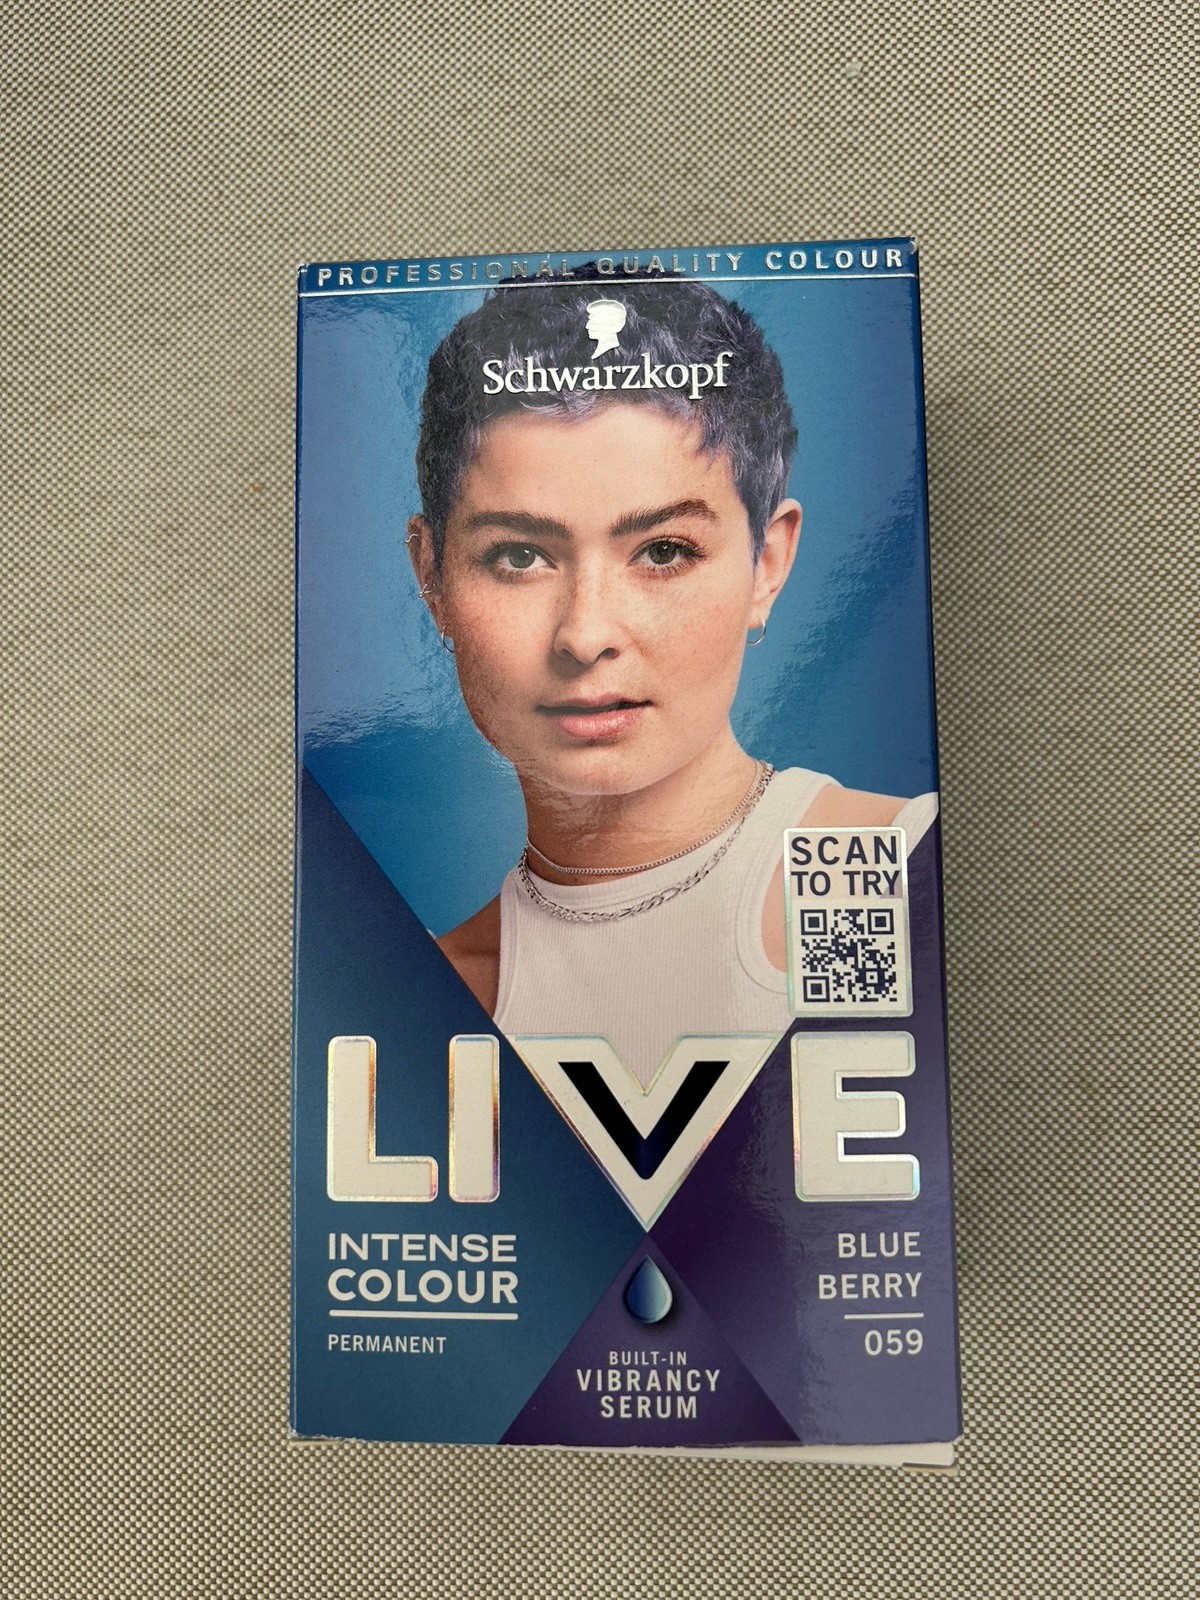 PROFESSIONAL QUALITY COLOUR
Schwarzkopf
SCAN
TO TRY
LIVE
INTENSE
COLOUR
PERMANENT
BUILT-IN
VIBRANCY
SERUM
BLUE
BERRY
059